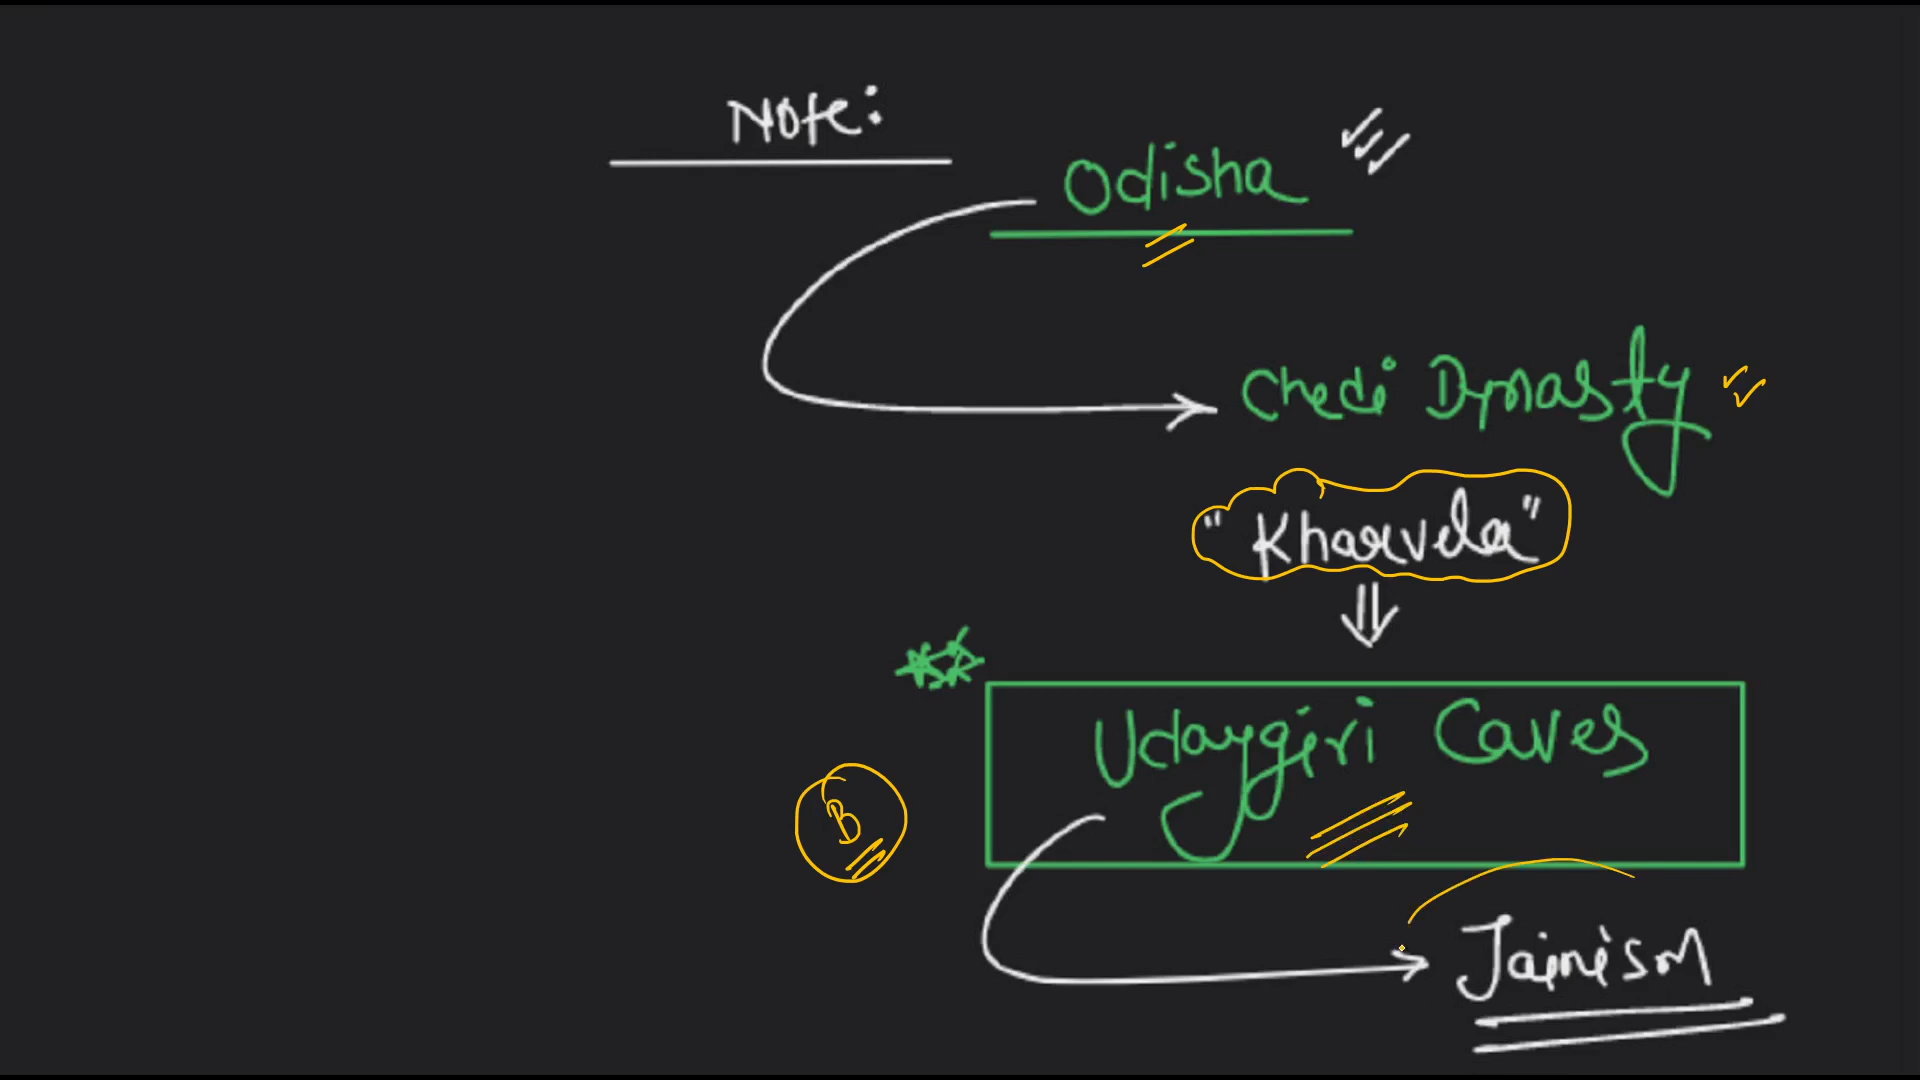 Note:
Odisha
Chedi Dynasty
"Kharvela"
Udaygiri Caves
B
Jainism